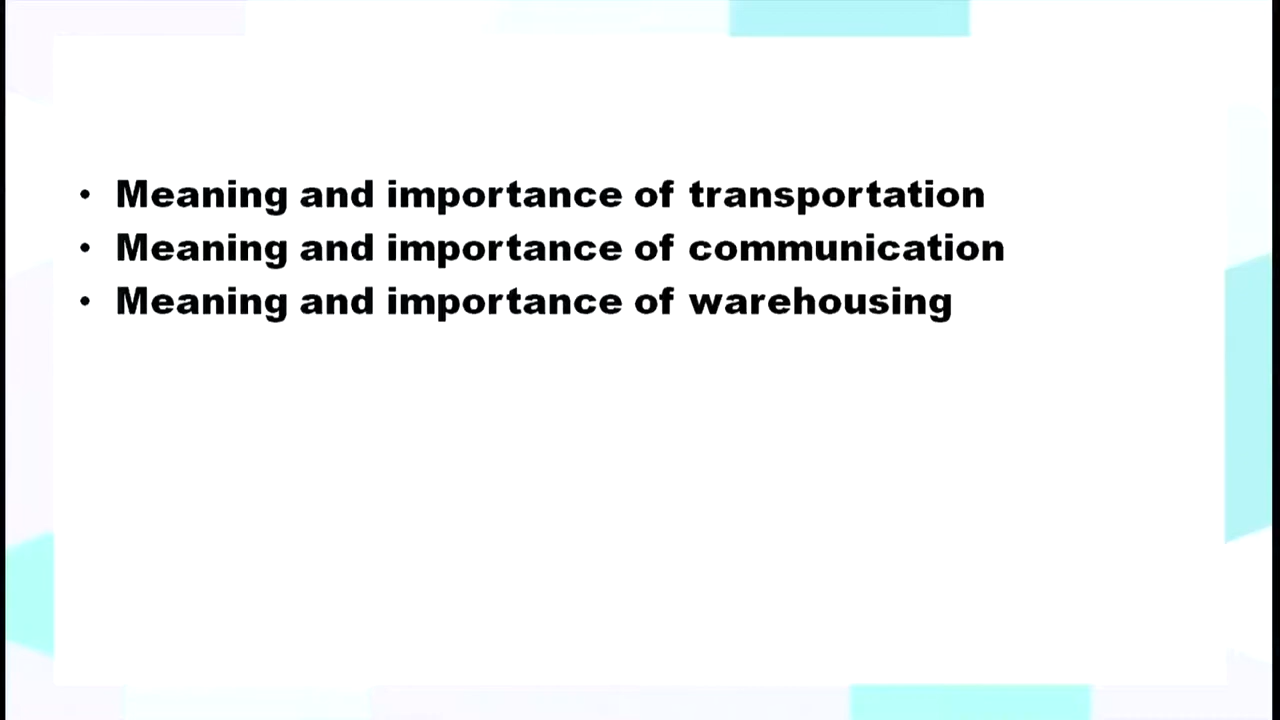 • Meaning and importance of transportation
• Meaning and importance of communication
• Meaning and importance of warehousing